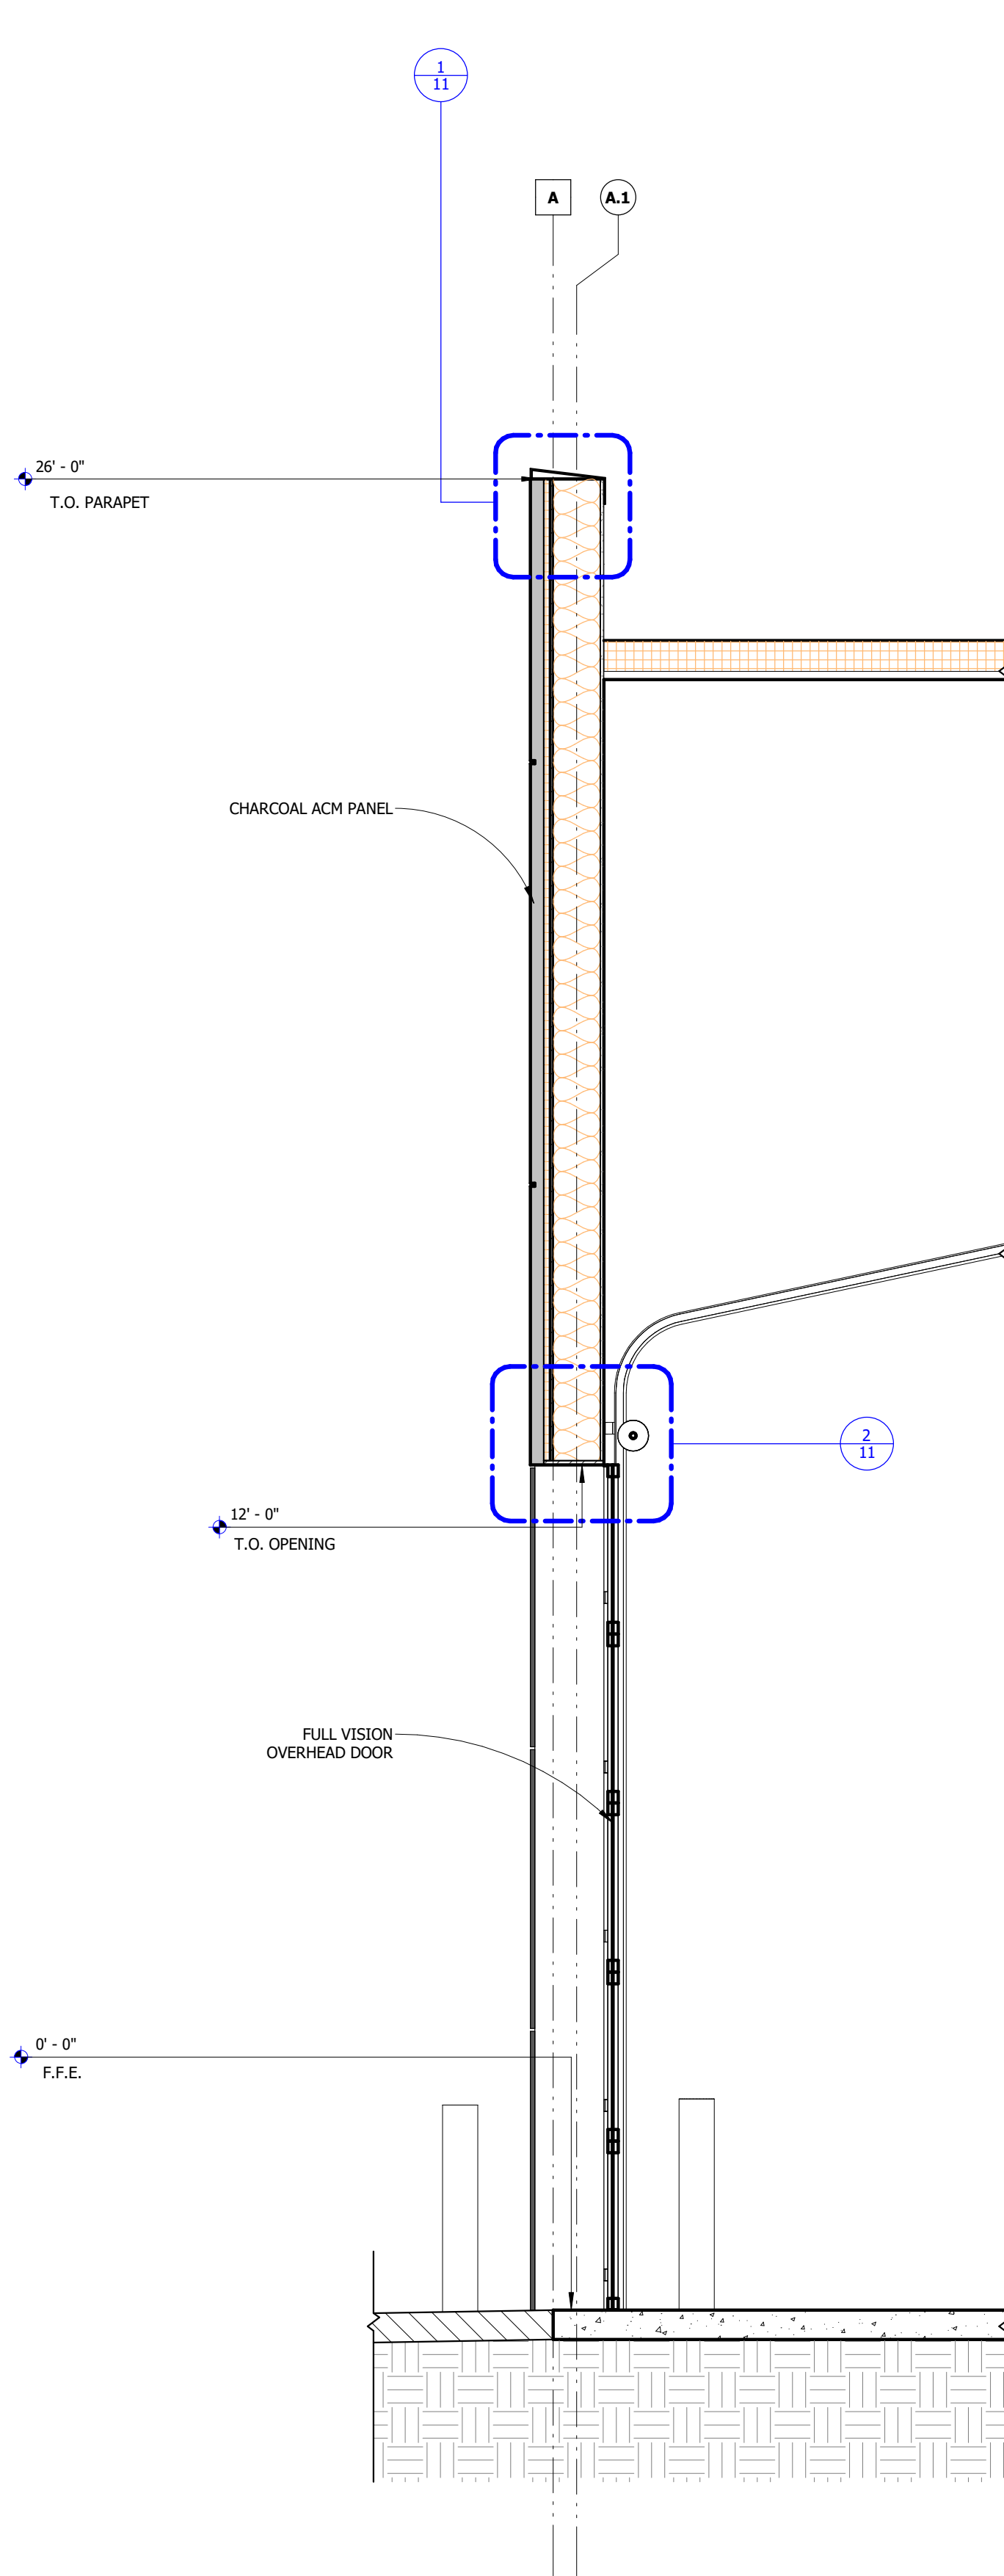 1
11
A
A.1
26' - 0"
T.O. PARAPET
CHARCOAL ACM PANEL
2
11
12' - 0"
T.O. OPENING
FULL VISION
OVERHEAD DOOR
0' - 0"
F.F.E.